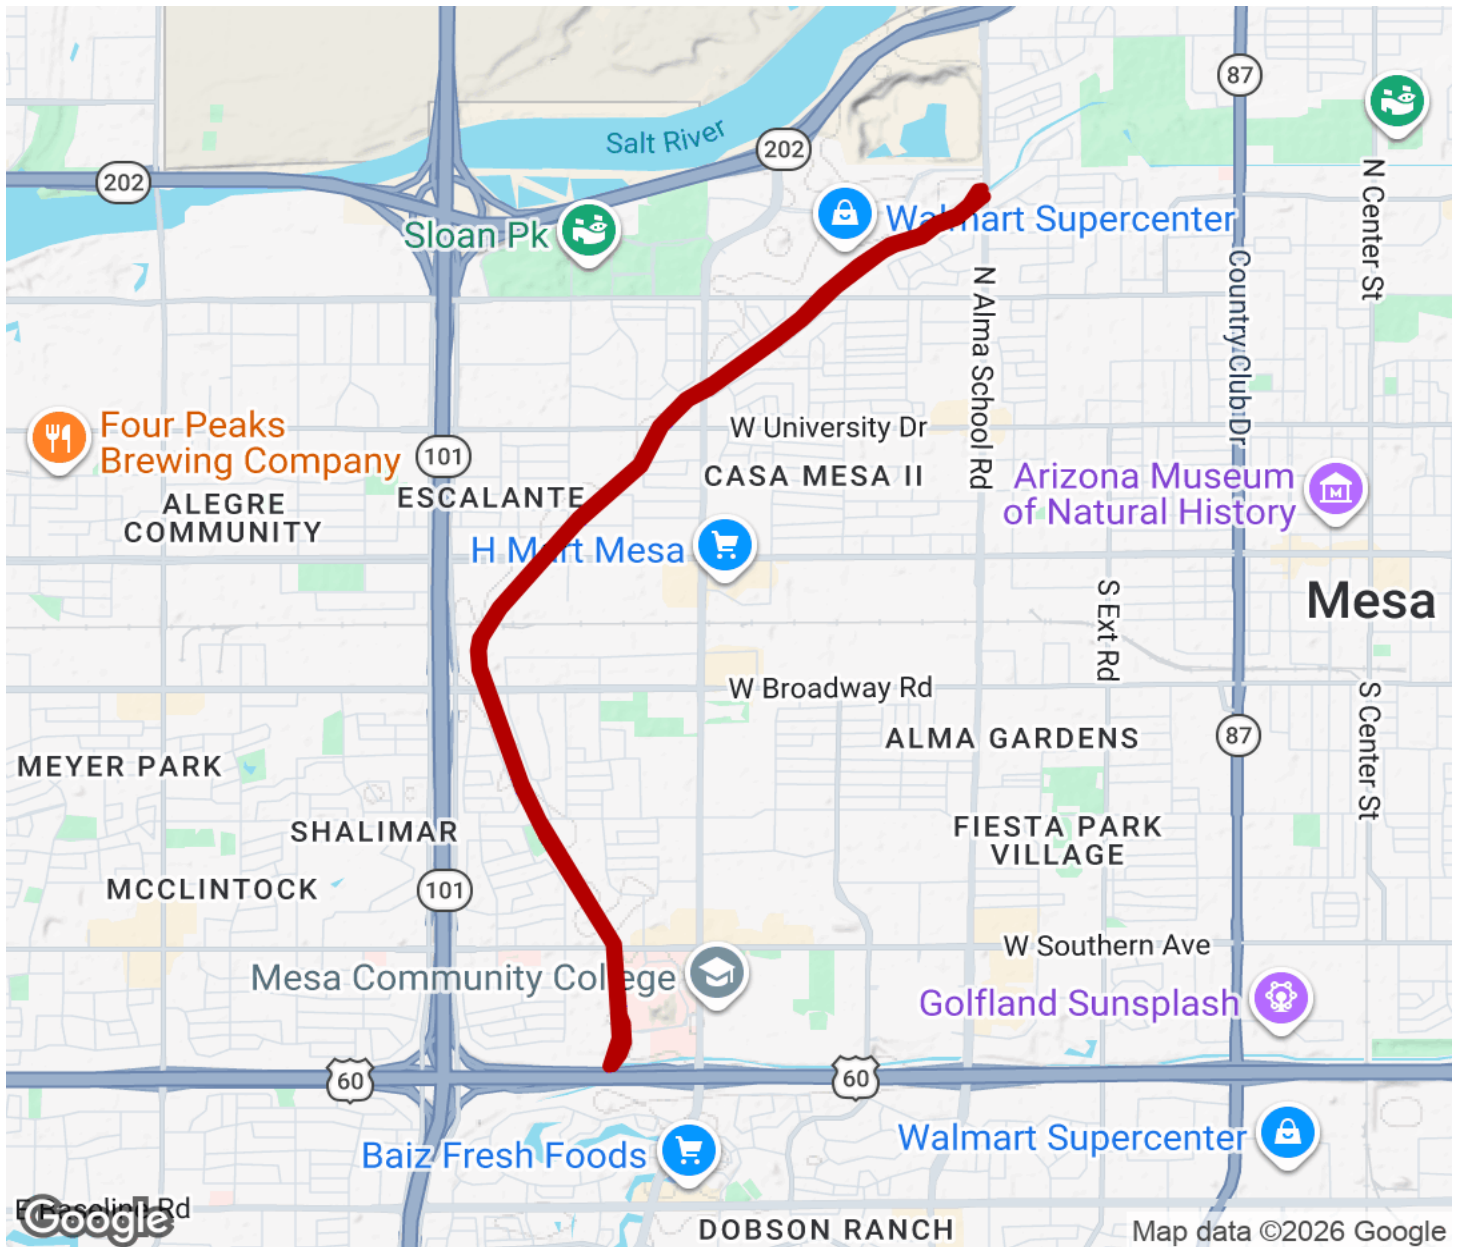 87
Salt River
202
202
N Center St
Sloan Pk
Walmart Supercenter
N Alma School Rd
Country Club Dr
Four Peaks
Brewing Company
W University Dr
101
CASA MESA II
Arizona Museum
of Natural History
ESCALANTE
ALEGRE
COMMUNITY
H Mart Mesa
S Ext Rd
Mesa
W Broadway Rd
S Center St
ALMA GARDENS
87
MEYER PARK
SHALIMAR
FIESTA PARK
VILLAGE
MCCLINTOCK
101
W Southern Ave
Mesa Community College
Golfland Sunsplash
60
60
Walmart Supercenter
Baiz Fresh Foods
E Baseline Rd
Google
DOBSON RANCH
Map data ©2026 Google